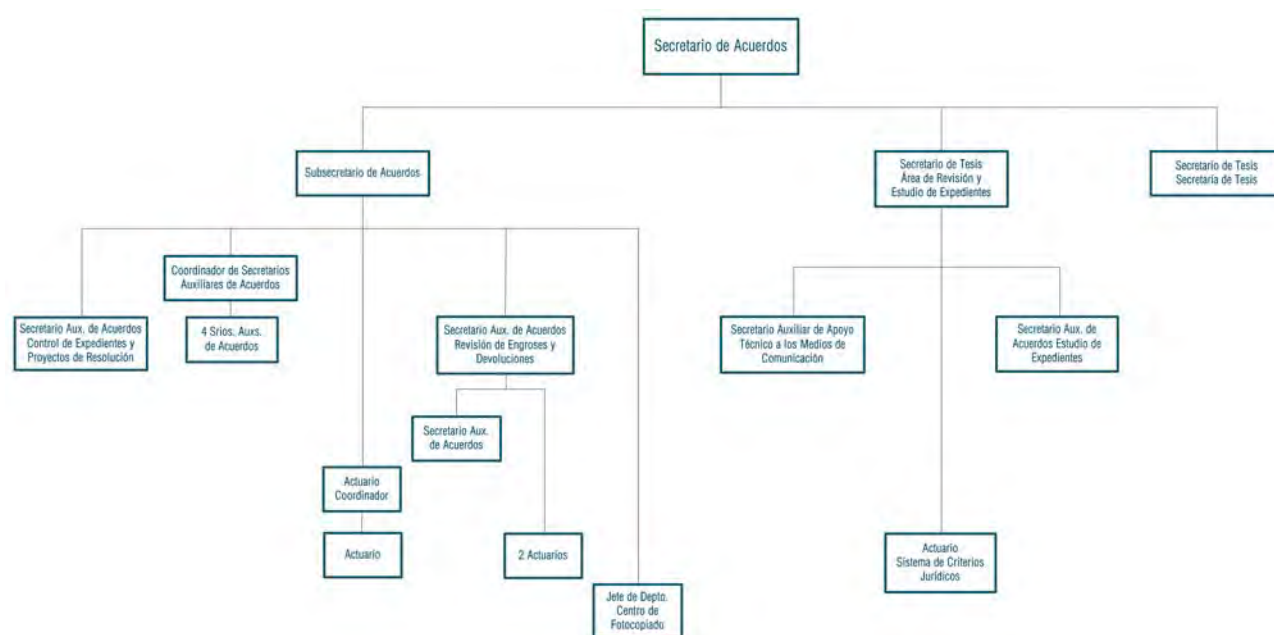 Secretario de Acuerdos
Subsecretario de Acuerdos
Secretario de Tesis
Área de Revisión y
Estudio de Expedientes
Secretario de Tesis
Secretaría de Tesis
Coordinador de Secretarios
Auxiliares de Acuerdos
Secretario Aux. de Acuerdos
Control de Expedientes y
Proyectos de Resolución
4 Srios. Auxs.
de Acuerdos
Secretario Aux. de Acuerdos
Revisión de Engroses y
Devoluciones
Secretario Auxiliar de Apoyo
Técnico a los Medios de
Comunicación
Secretario Aux. de
Acuerdos Estudio de
Expedientes
Secretario Aux.
de Acuerdos
Actuario
Coordinador
Actuario
2 Actuarios
Actuario
Sistema de Criterios
Jurídicos
Jete de Depto.
Centro de
Fotocopiado